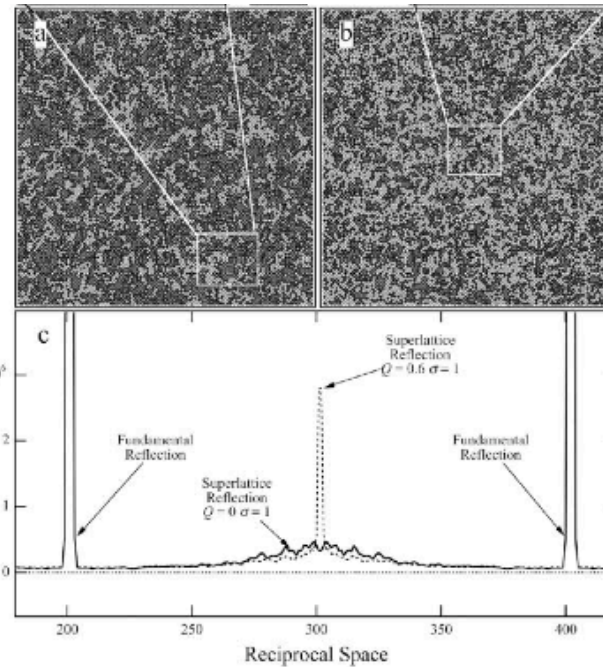 a
b
c
Superlattice
Reflection
Q = 0.6 σ = 1
Fundamental
Reflection
Fundamental
Reflection
Superlattice
Reflection
Q = 0 σ = 1
2
1
0
200
250
300
350
400
Reciprocal Space